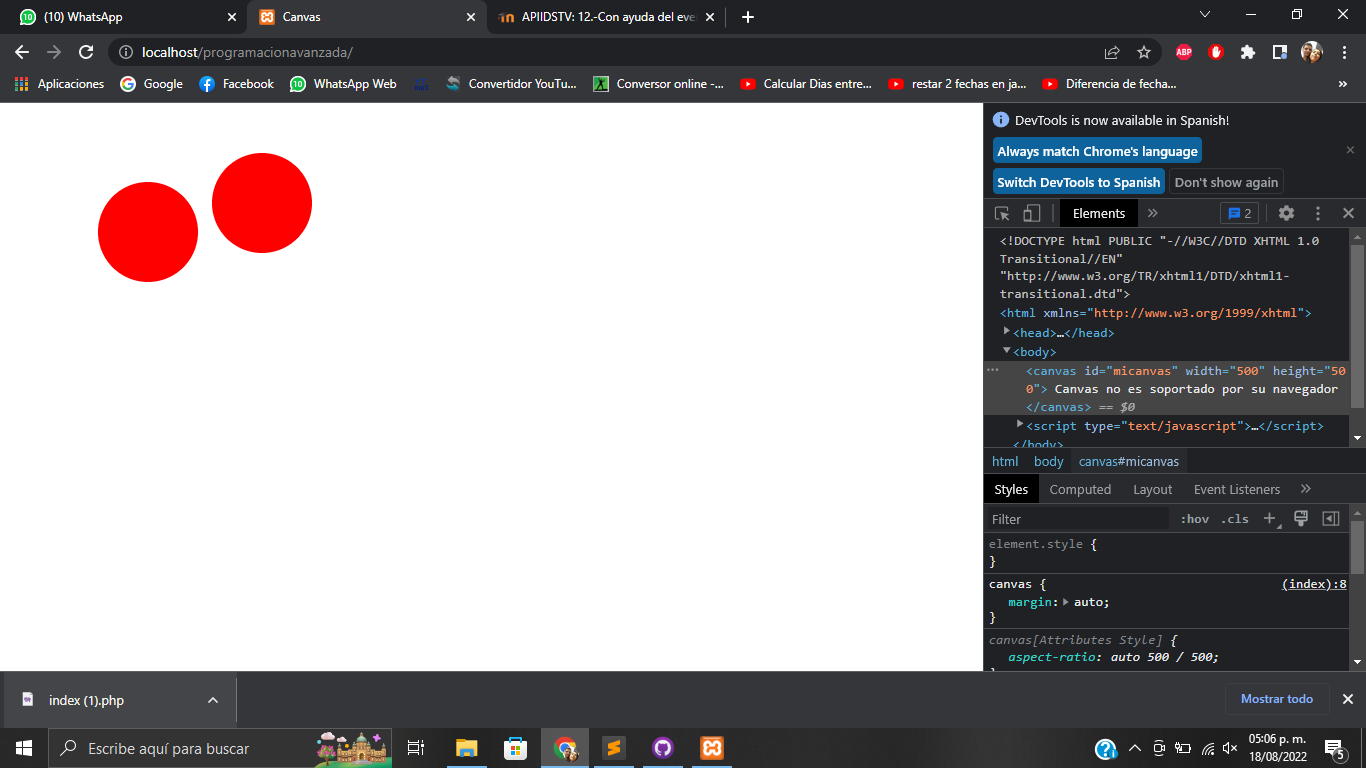 (10) WhatsApp
Canvas
APIIDSTV: 12.-Con ayuda del eve
localhost/programacionavanzada/
ABP
Aplicaciones
Google
Facebook
10
WhatsApp Web
Convertidor YouTu...
Conversor online -...
Calcular Dias entre...
restar 2 fechas en ja...
Diferencia de fecha...
»
DevTools is now available in Spanish!
Always match Chrome's language
Switch DevTools to Spanish
Don't show again
Elements
»
2
<!DOCTYPE html PUBLIC "-//W3C//DTD XHTML 1.0
Transitional//EN"
"http://www.w3.org/TR/xhtml1/DTD/xhtml1-
transitional.dtd">
<html xmlns="http://www.w3.org/1999/xhtml">
<head>…</head>
<body>
<canvas id="micanvas" width="500" height="50
0"> Canvas no es soportado por su navegador
</canvas> == $0
<script type="text/javascript">…</script>
</body>
html
body
canvas#micanvas
Styles
Computed
Layout
Event Listeners
»
Filter
:hov
.cls
element.style {
}
canvas {
(index):8
margin: auto;
}
canvas[Attributes Style] {
aspect-ratio: auto 500 / 500;
index (1).php
Mostrar todo
Escribe aquí para buscar
05:06 p. m.
18/08/2022
5